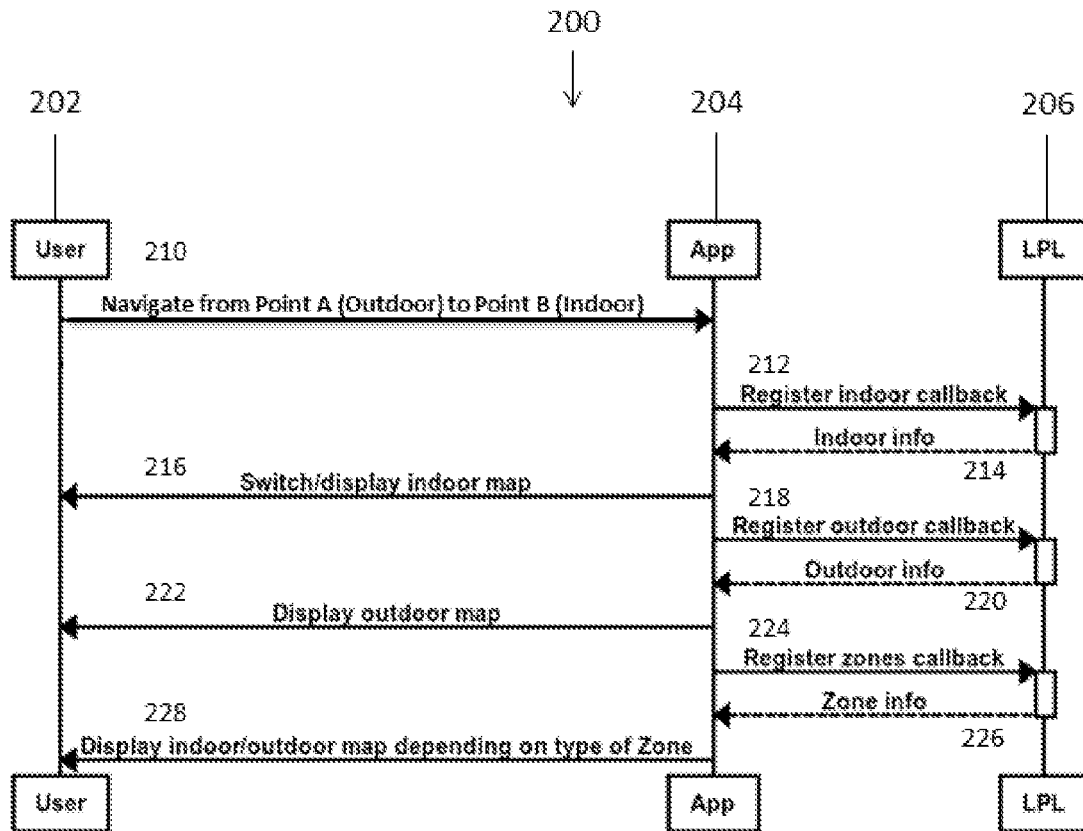 200
202
204
206
User
App
LPL
210
Navigate from Point A (Outdoor) to Point B (Indoor)
212
Register indoor callback
Indoor info
214
216
Switch/display indoor map
218
Register outdoor callback
Outdoor info
220
222
Display outdoor map
224
Register zones callback
Zone info
226
228
Display indoor/outdoor map depending on type of Zone
User
App
LPL